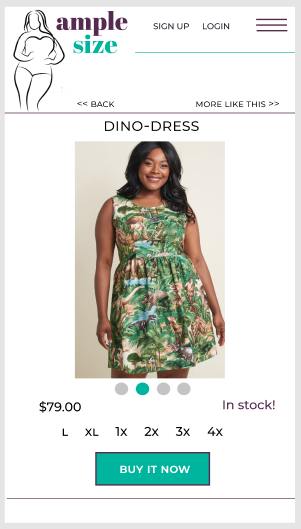 ample
size
SIGN UP LOGIN
<< BACK
MORE LIKE THIS >>
DINO-DRESS
$79.00
In stock!
L XL 1X 2X 3X 4X
BUY IT NOW